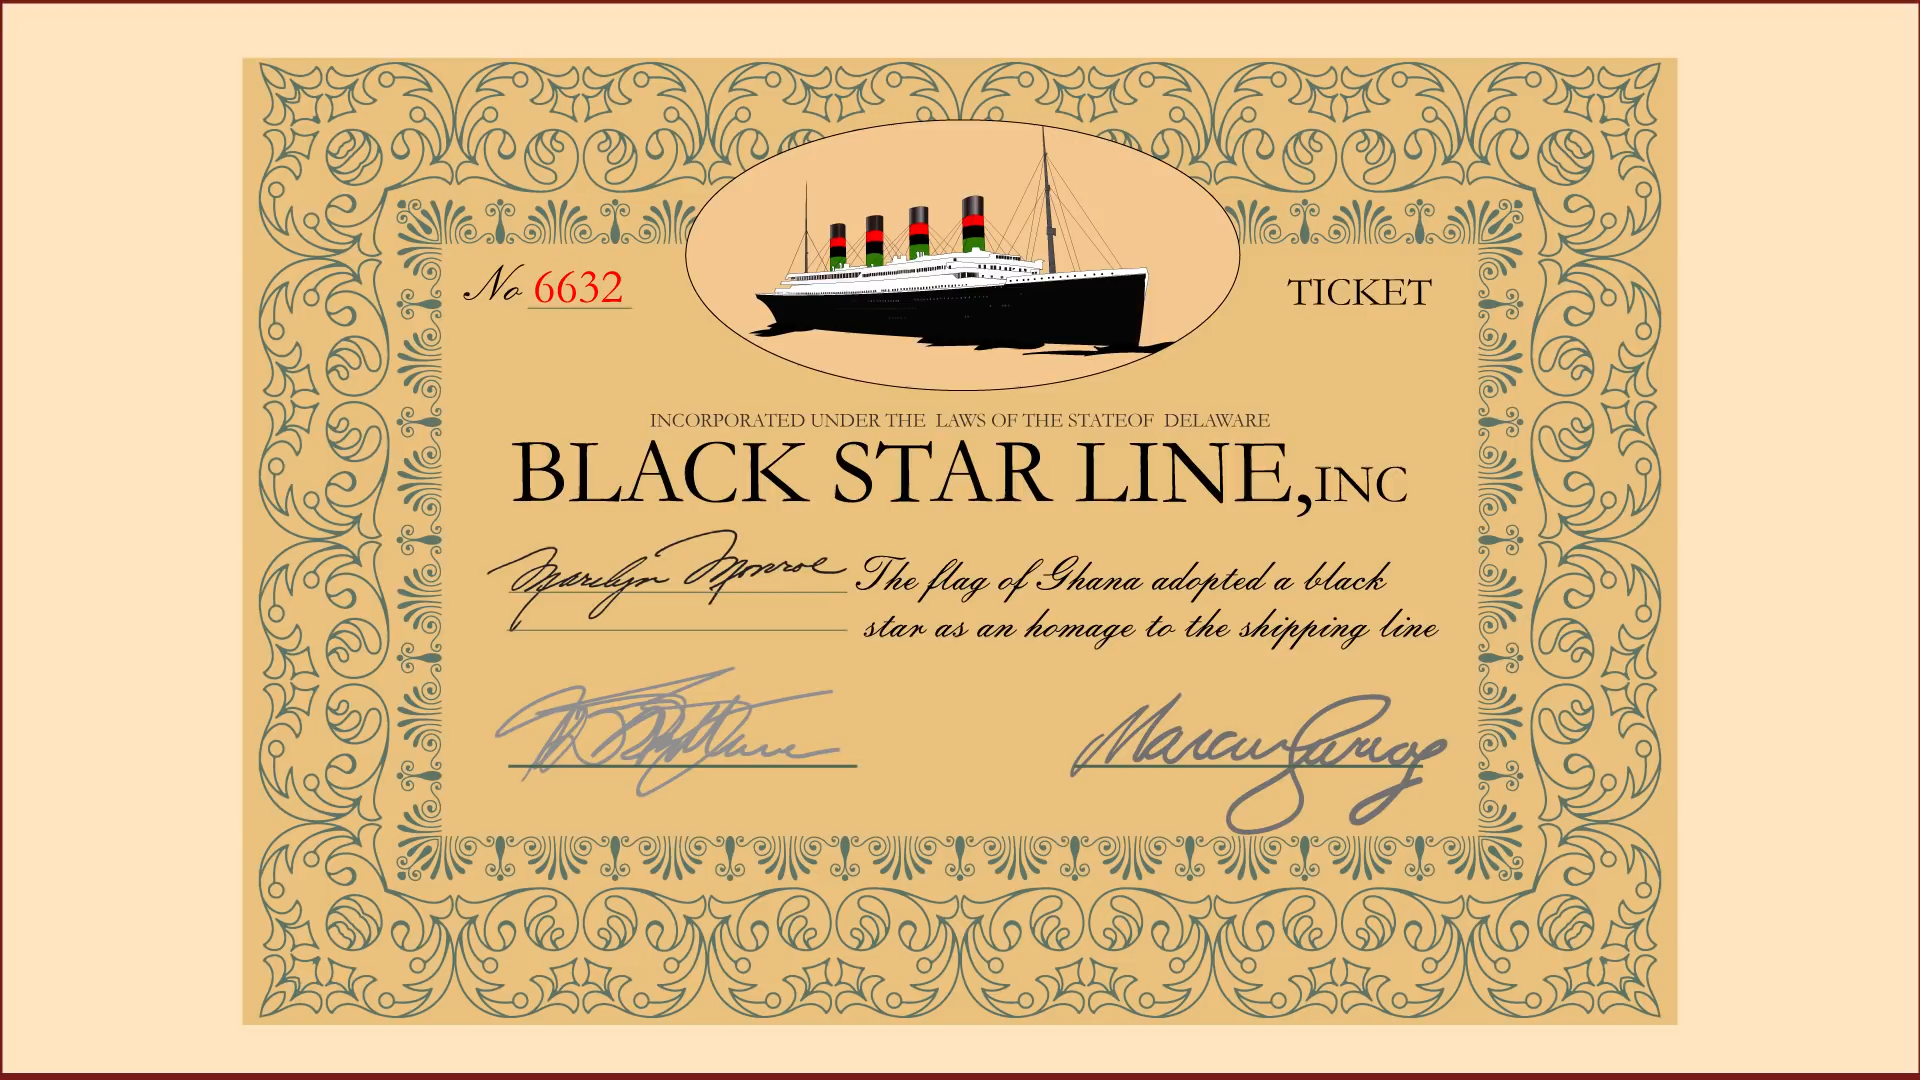 No 6632
TICKET
INCORPORATED UNDER THE LAWS OF THE STATEOF DELAWARE
BLACK STAR LINE,INC
Marilyn Monroe
The flag of Ghana adopted a black
star as an homage to the shipping line
Marcus Garvey